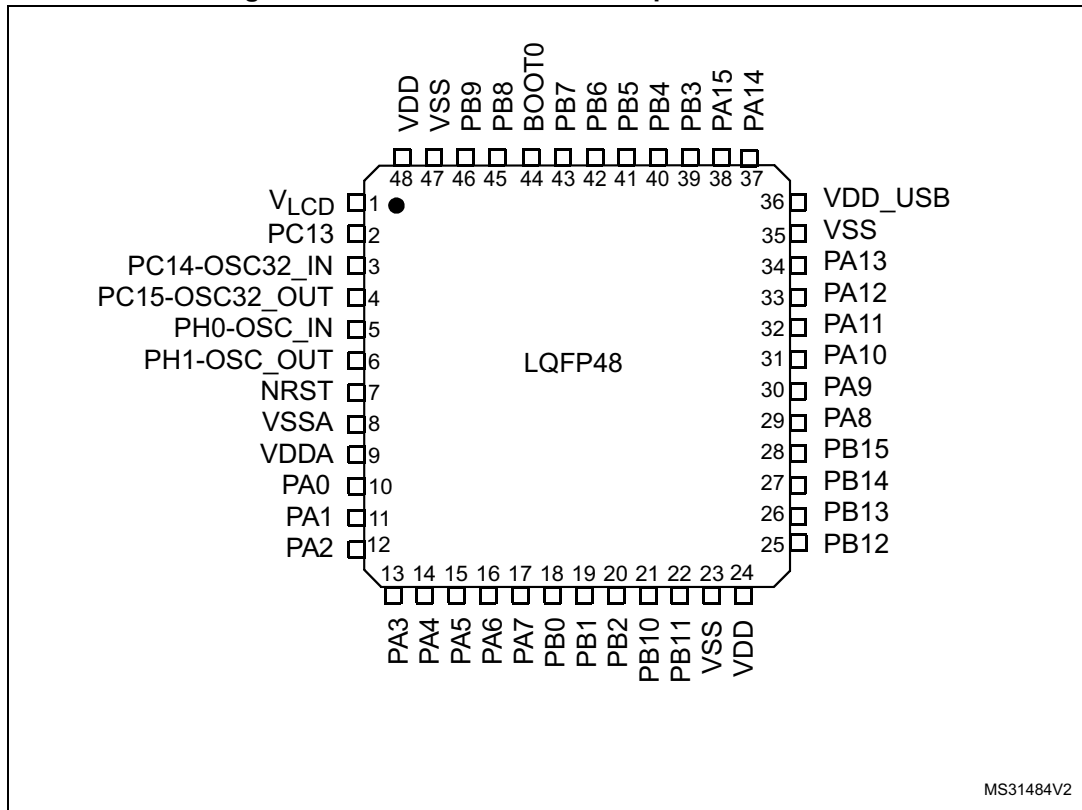 VDD
VSS
PB9
PB8
BOOT0
PB7
PB6
PB5
PB4
PB3
PA15
PA14
48 47 46 45 44 43 42 41 40 39 38 37
VLCD 1
PC13 2
PC14-OSC32_IN 3
PC15-OSC32_OUT 4
PH0-OSC_IN 5
PH1-OSC_OUT 6
NRST 7
VSSA 8
VDDA 9
PA0 10
PA1 11
PA2 12
LQFP48
36 VDD_USB
35 VSS
34 PA13
33 PA12
32 PA11
31 PA10
30 PA9
29 PA8
28 PB15
27 PB14
26 PB13
25 PB12
13 14 15 16 17 18 19 20 21 22 23 24
PA3
PA4
PA5
PA6
PA7
PB0
PB1
PB2
PB10
PB11
VSS
VDD
MS31484V2